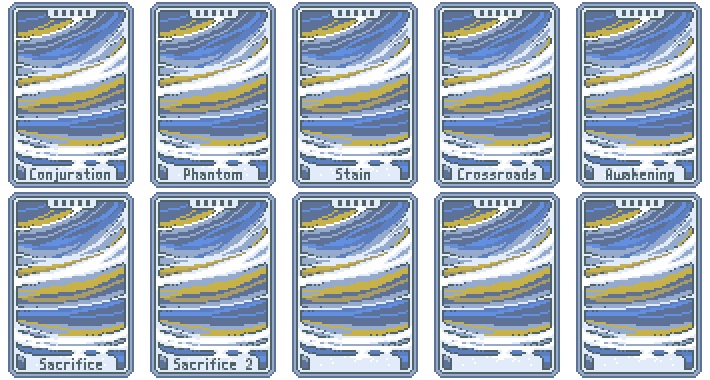 Conjuration
Phantom
Stain
Crossroads
Awakening
Sacrifice
Sacrifice 2